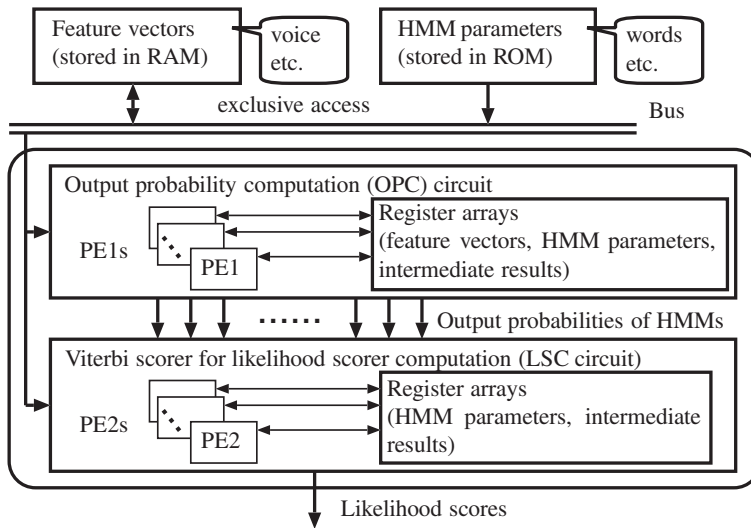 Feature vectors
(stored in RAM)
voice
etc.
HMM parameters
(stored in ROM)
words
etc.
exclusive access
Bus
Output probability computation (OPC) circuit
PE1s
PE1
Register arrays
(feature vectors, HMM parameters,
intermediate results)
Output probabilities of HMMs
Viterbi scorer for likelihood scorer computation (LSC circuit)
PE2s
PE2
Register arrays
(HMM parameters, intermediate
results)
Likelihood scores